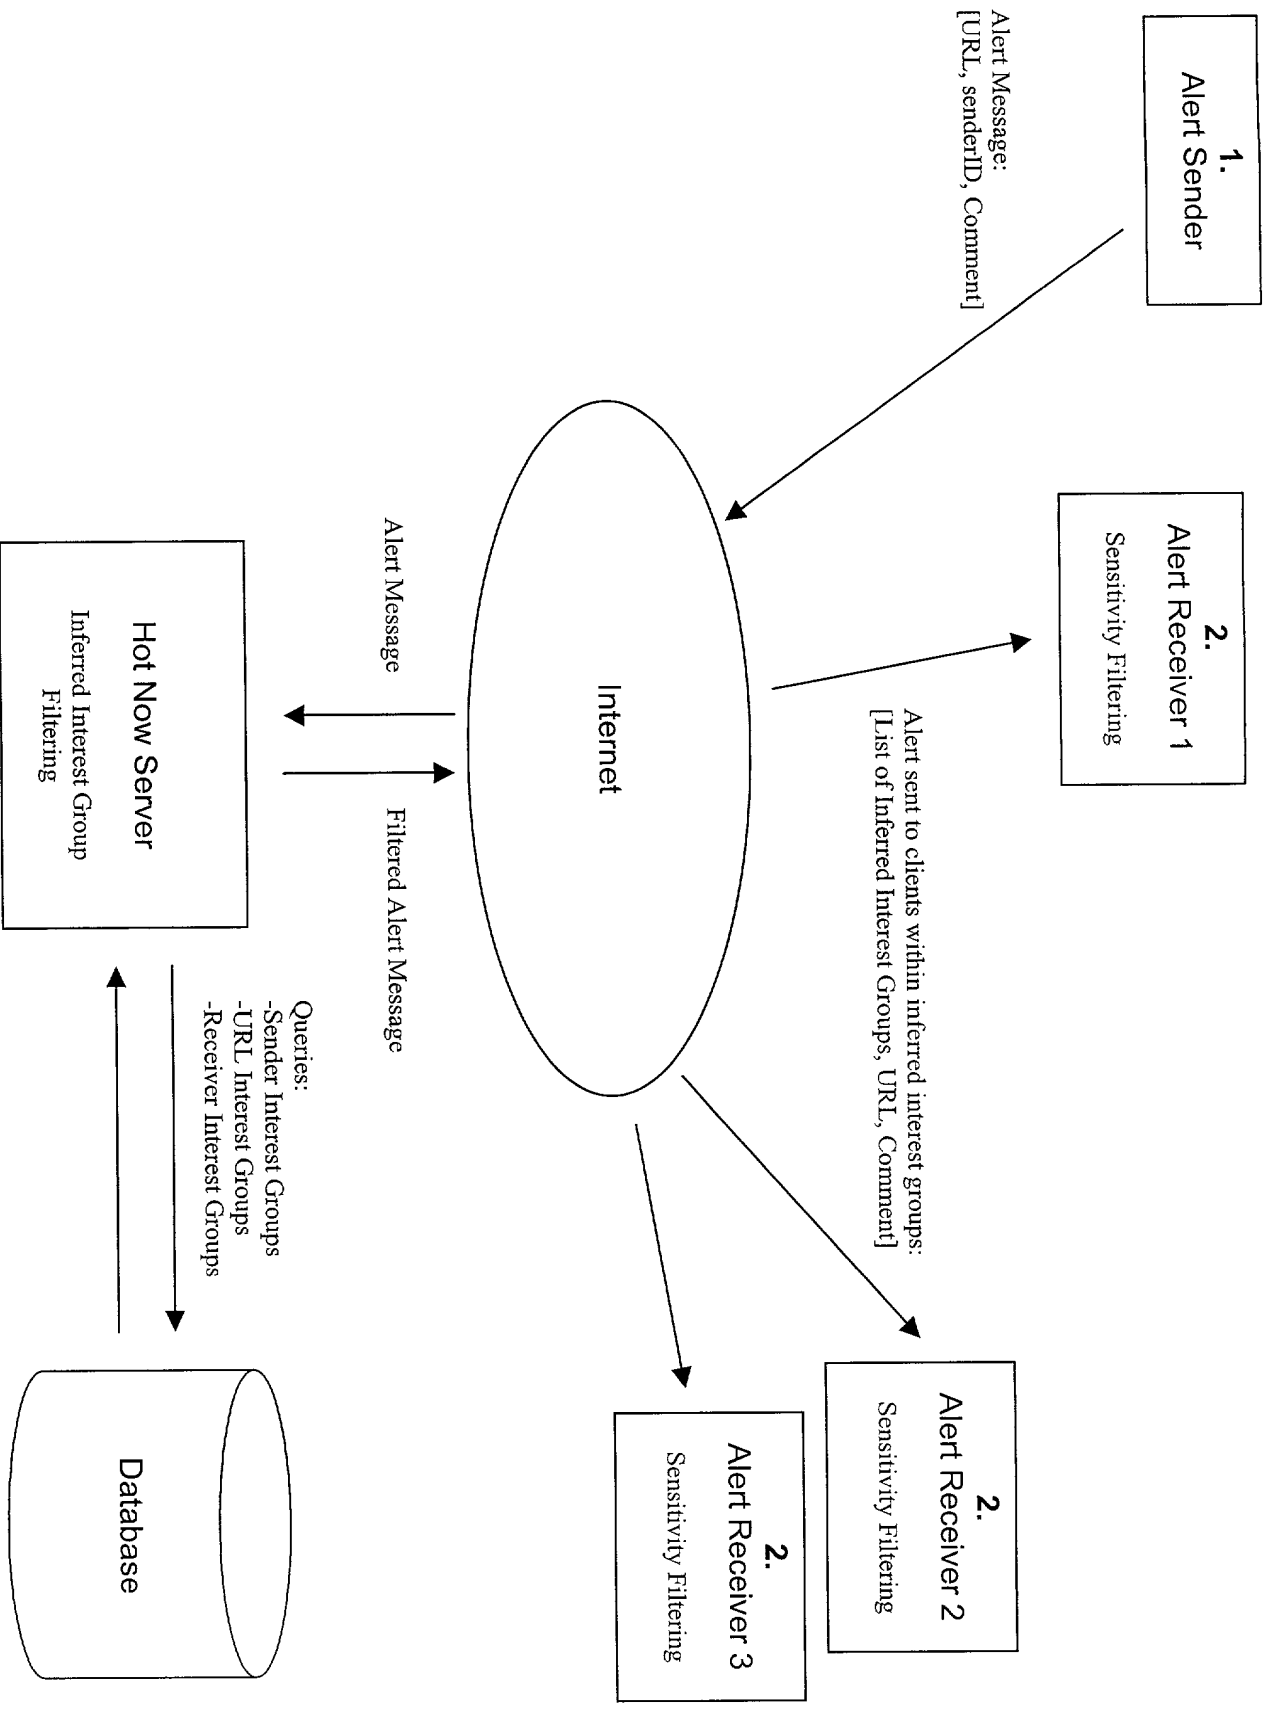 1.
Alert Sender
Alert Message:
[URL, senderID, Comment]
2.
Alert Receiver 1
Sensitivity Filtering
Alert sent to clients within inferred interest groups:
[List of Inferred Interest Groups, URL, Comment]
2.
Alert Receiver 2
Sensitivity Filtering
2.
Alert Receiver 3
Sensitivity Filtering
Internet
Alert Message
Filtered Alert Message
Hot Now Server
Inferred Interest Group
Filtering
Queries:
-Sender Interest Groups
-URL Interest Groups
-Receiver Interest Groups
Database